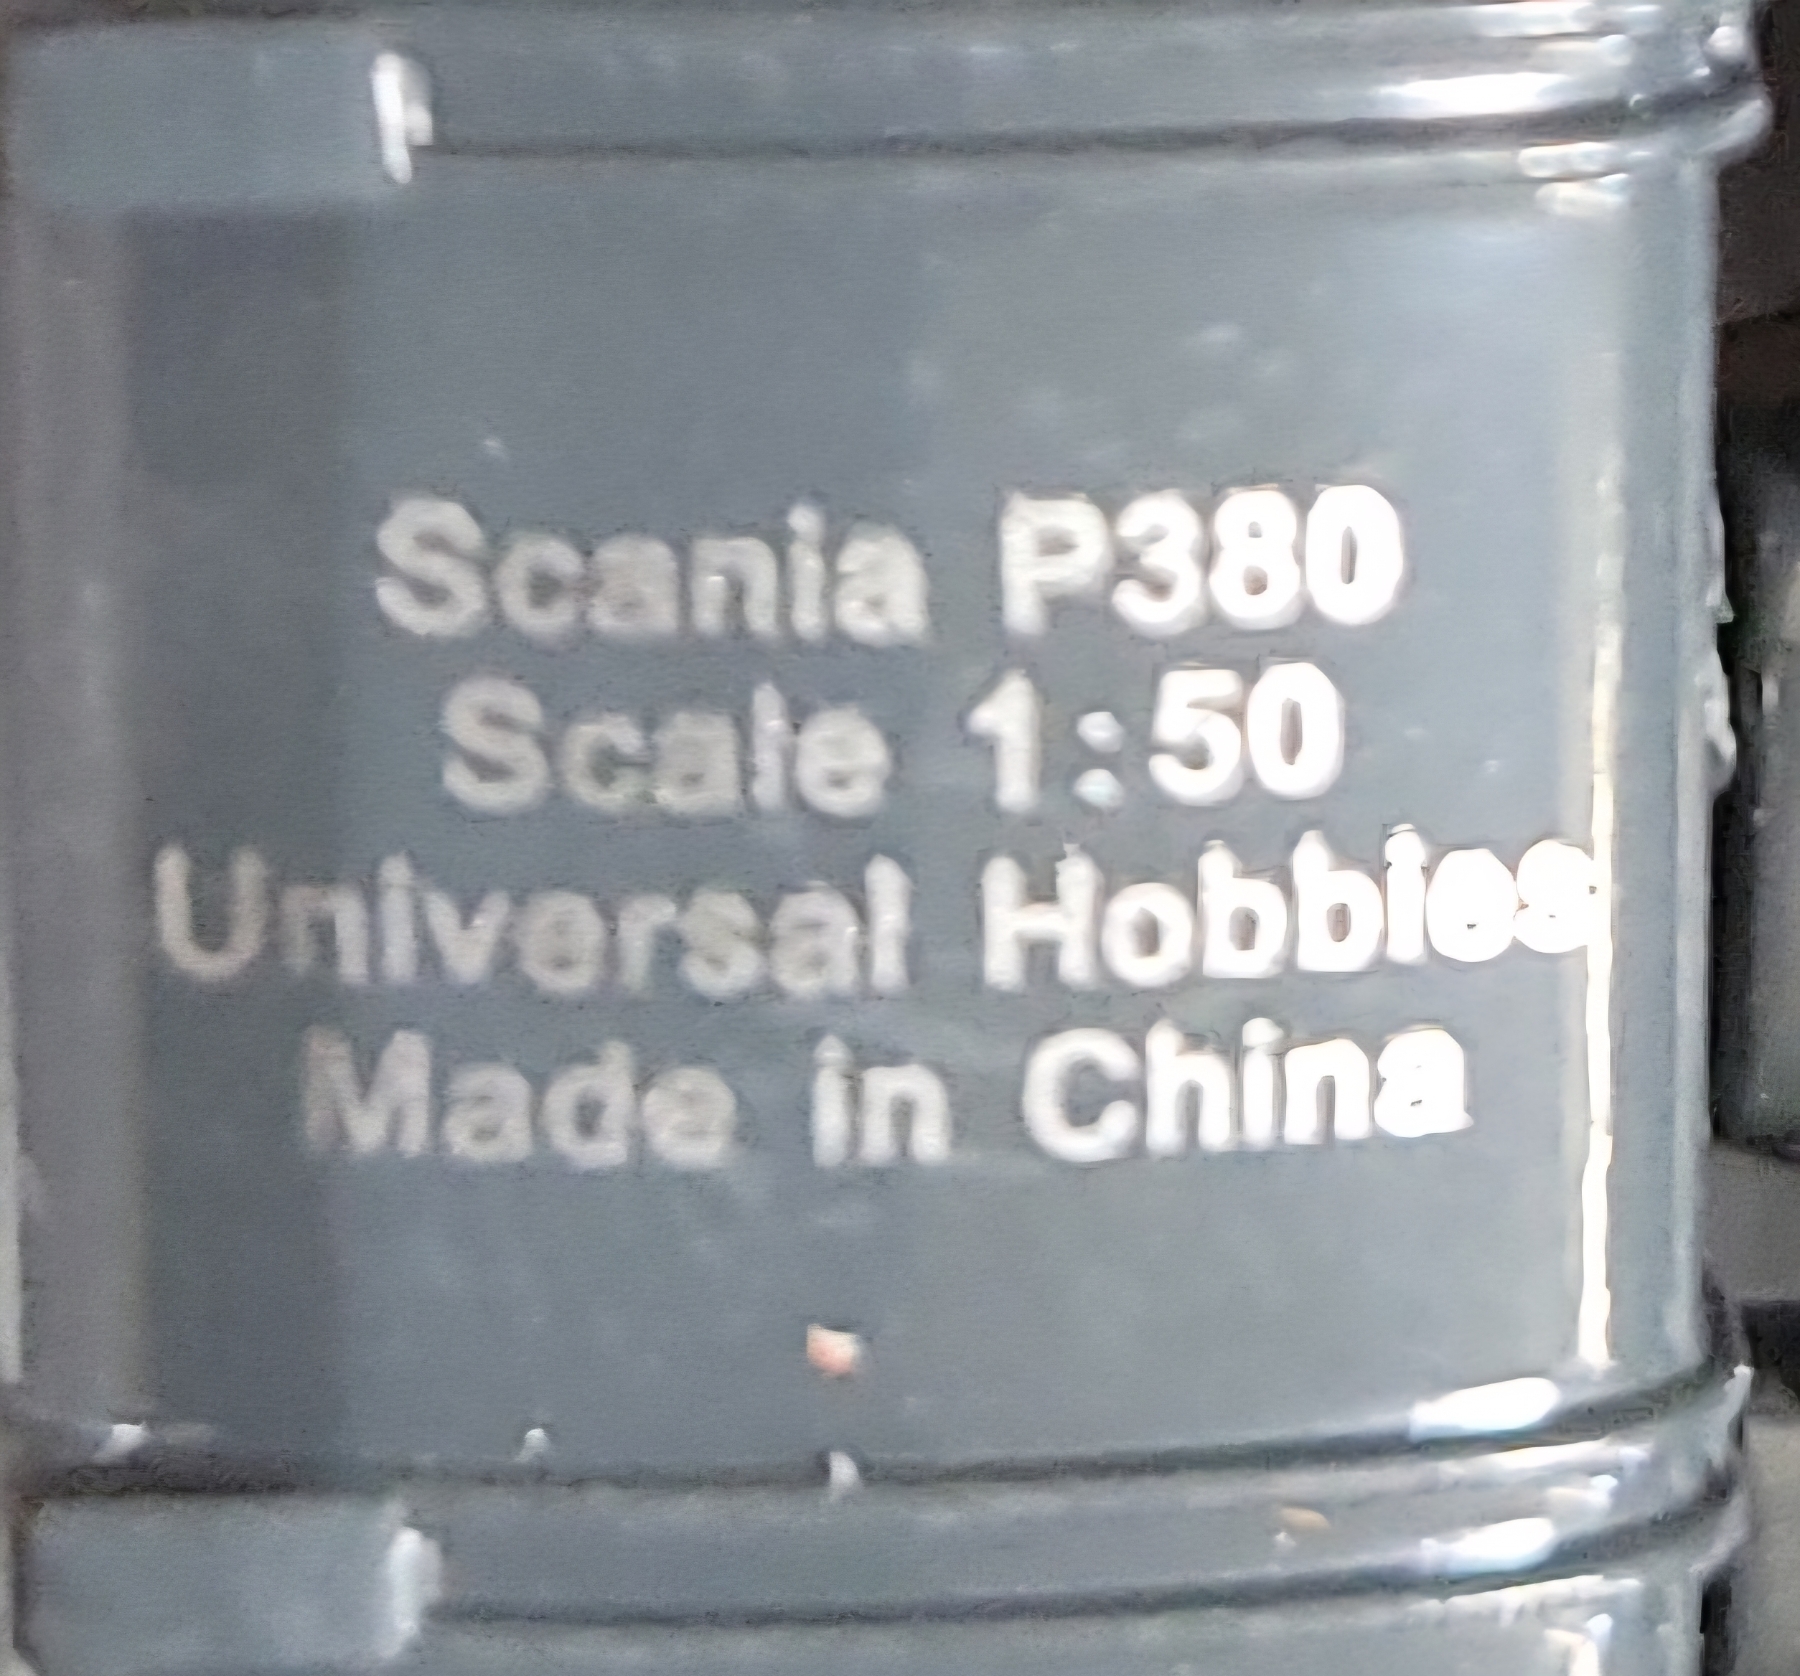 Scania P380
Scale 1:50
Universal Hobbies
Made in China